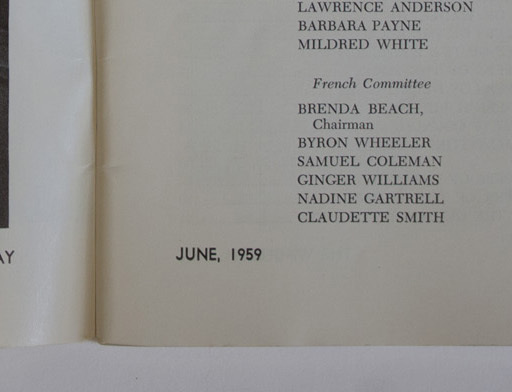 LAWRENCE ANDERSON
BARBARA PAYNE
MILDRED WHITE
French Committee
BRENDA BEACH,
Chairman
BYRON WHEELER
SAMUEL COLEMAN
GINGER WILLIAMS
NADINE GARTRELL
CLAUDETTE SMITH
AY
JUNE, 1959